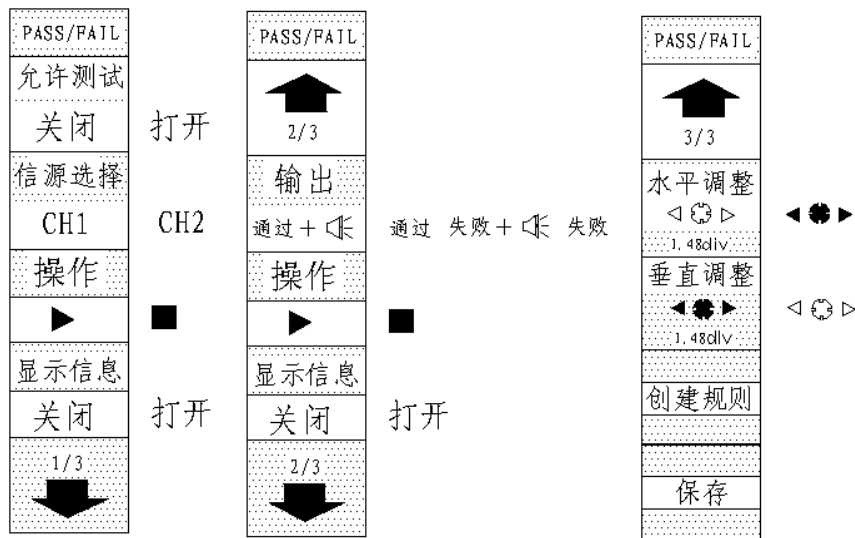 PASS/FAIL
允许测试
关闭 打开
信源选择
CH1 CH2
操作
显示信息
关闭 打开
1/3
PASS/FAIL
2/3
输出
通过+ 通过 失败+ 失败
操作
显示信息
关闭 打开
2/3
PASS/FAIL
3/3
水平调整
1.48div
垂直调整
1.48dlv
创建规则
保存